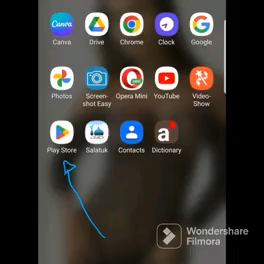 Canva
Canva Drive Chrome Clock Google
Photos Screen-shot Easy Opera Mini YouTube Video-Show
Play Store Salatuk Contacts Dictionary
Wondershare
Filmora